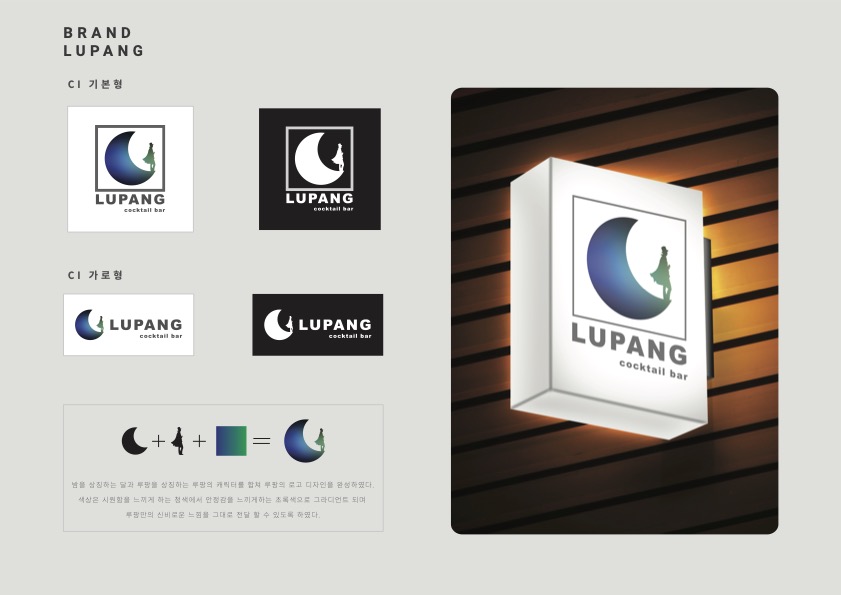 BRAND
LUPANG
CI 기본형
LUPANG
cocktail bar
LUPANG
cocktail bar
CI 가로형
LUPANG
cocktail bar
LUPANG
cocktail bar
밤을 상징하는 달과 루팡을 상징하는 루팡의 캐릭터를 합쳐 루팡의 로고 디자인을 완성하였다.
색상은 시원함을 느끼게 하는 청색에서 안정감을 느끼게하는 초록색으로 그라디언트 되며
루팡만의 신비로운 느낌을 그대로 전달 할 수 있도록 하였다.
LUPANG
cocktail bar